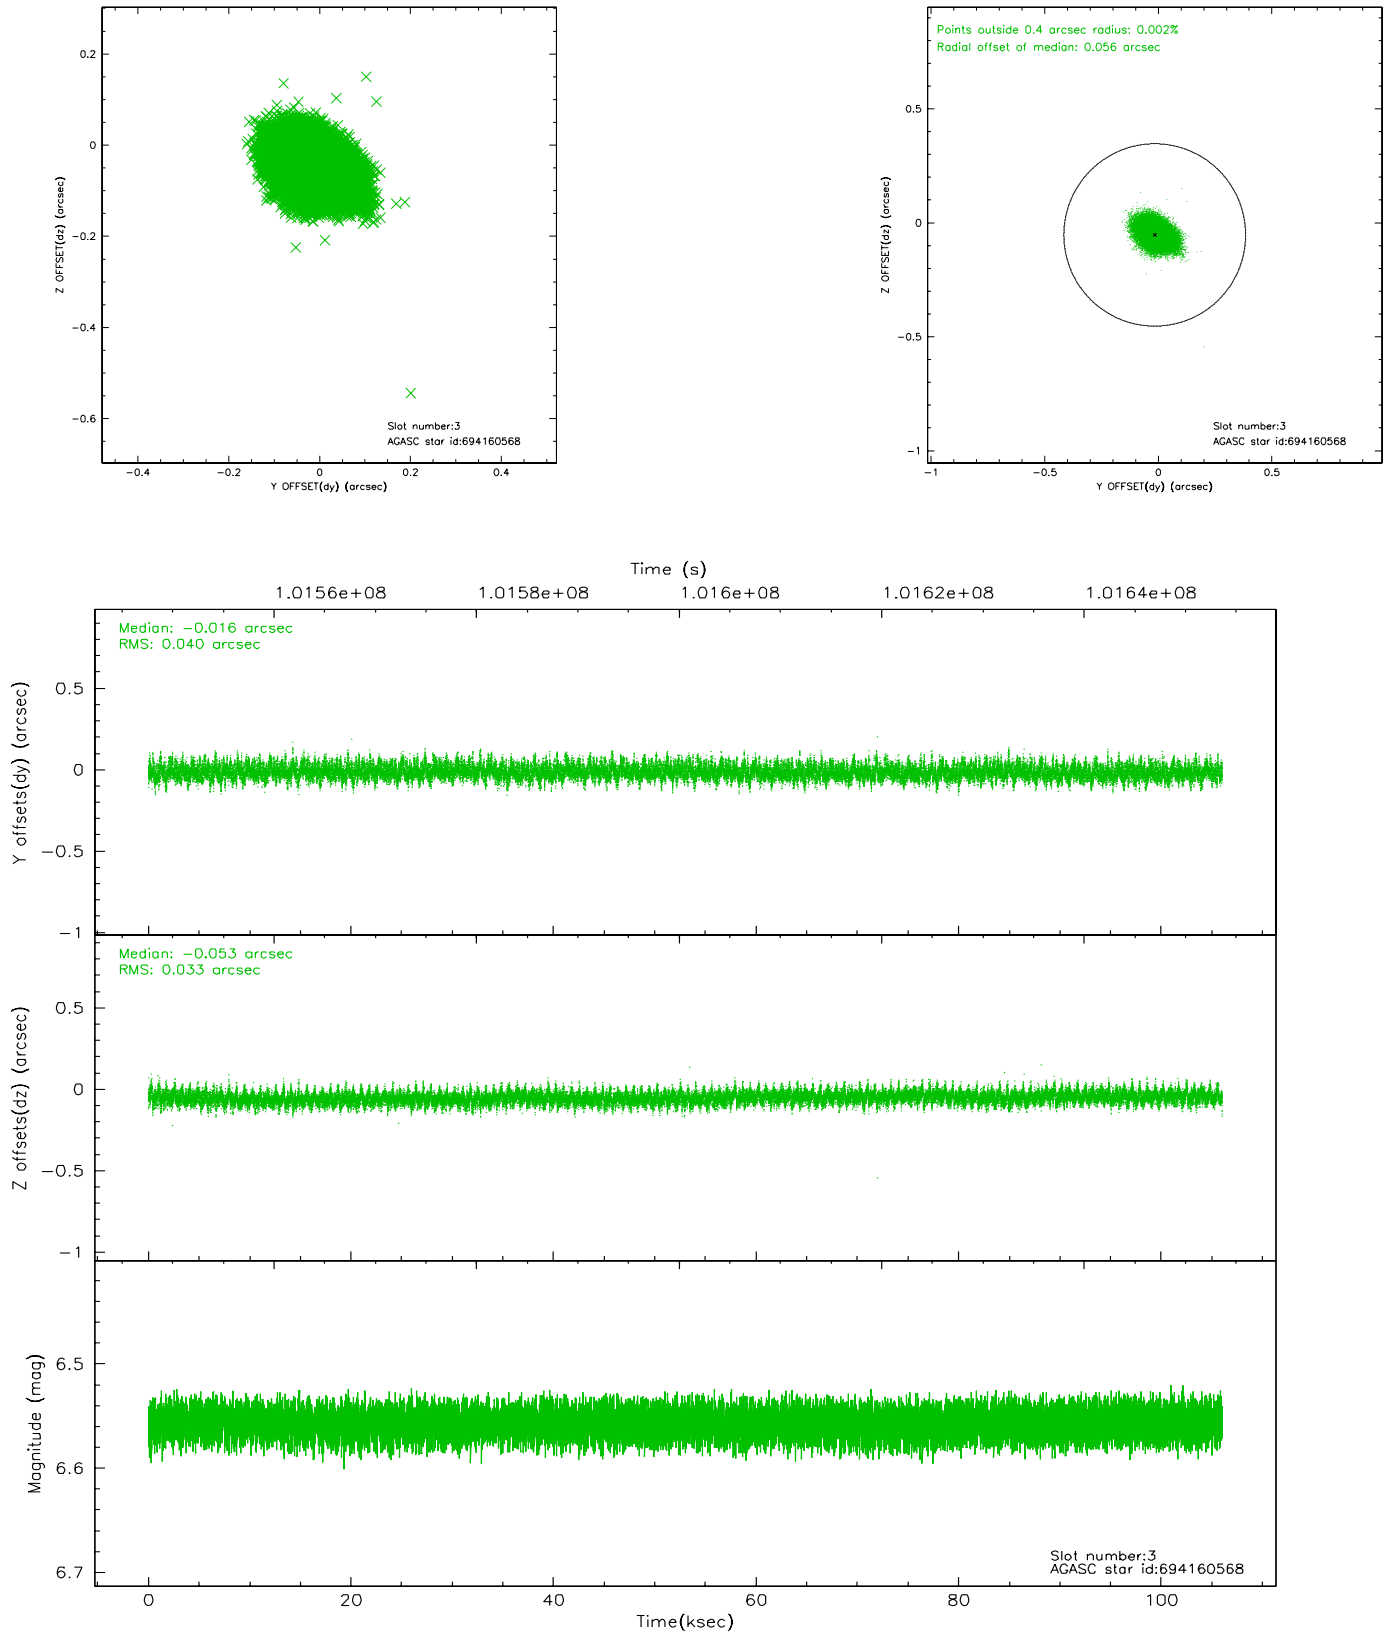 0.2
0
−0.2
−0.4
−0.6
Z OFFSET(dz) (arcsec)
Slot number:3
AGASC star id:694160568
−0.4 −0.2 0 0.2 0.4
Y OFFSET(dy) (arcsec)
Points outside 0.4 arcsec radius: 0.002%
Radial offset of median: 0.056 arcsec
0.5
0
−0.5
−1
Z OFFSET(dz) (arcsec)
Slot number:3
AGASC star id:694160568
−1 −0.5 0 0.5
Y OFFSET(dy) (arcsec)
Time (s)
1.0156e+08 1.0158e+08 1.016e+08 1.0162e+08 1.0164e+08
Median: −0.016 arcsec
RMS: 0.040 arcsec
0.5
0
−0.5
−1
Y offsets(dy) (arcsec)
Median: −0.053 arcsec
RMS: 0.033 arcsec
0.5
0
−0.5
−1
Z offsets(dz) (arcsec)
6.5
6.6
6.7
Magnitude (mag)
Slot number:3
AGASC star id:694160568
0 20 40 60 80 100
Time(ksec)